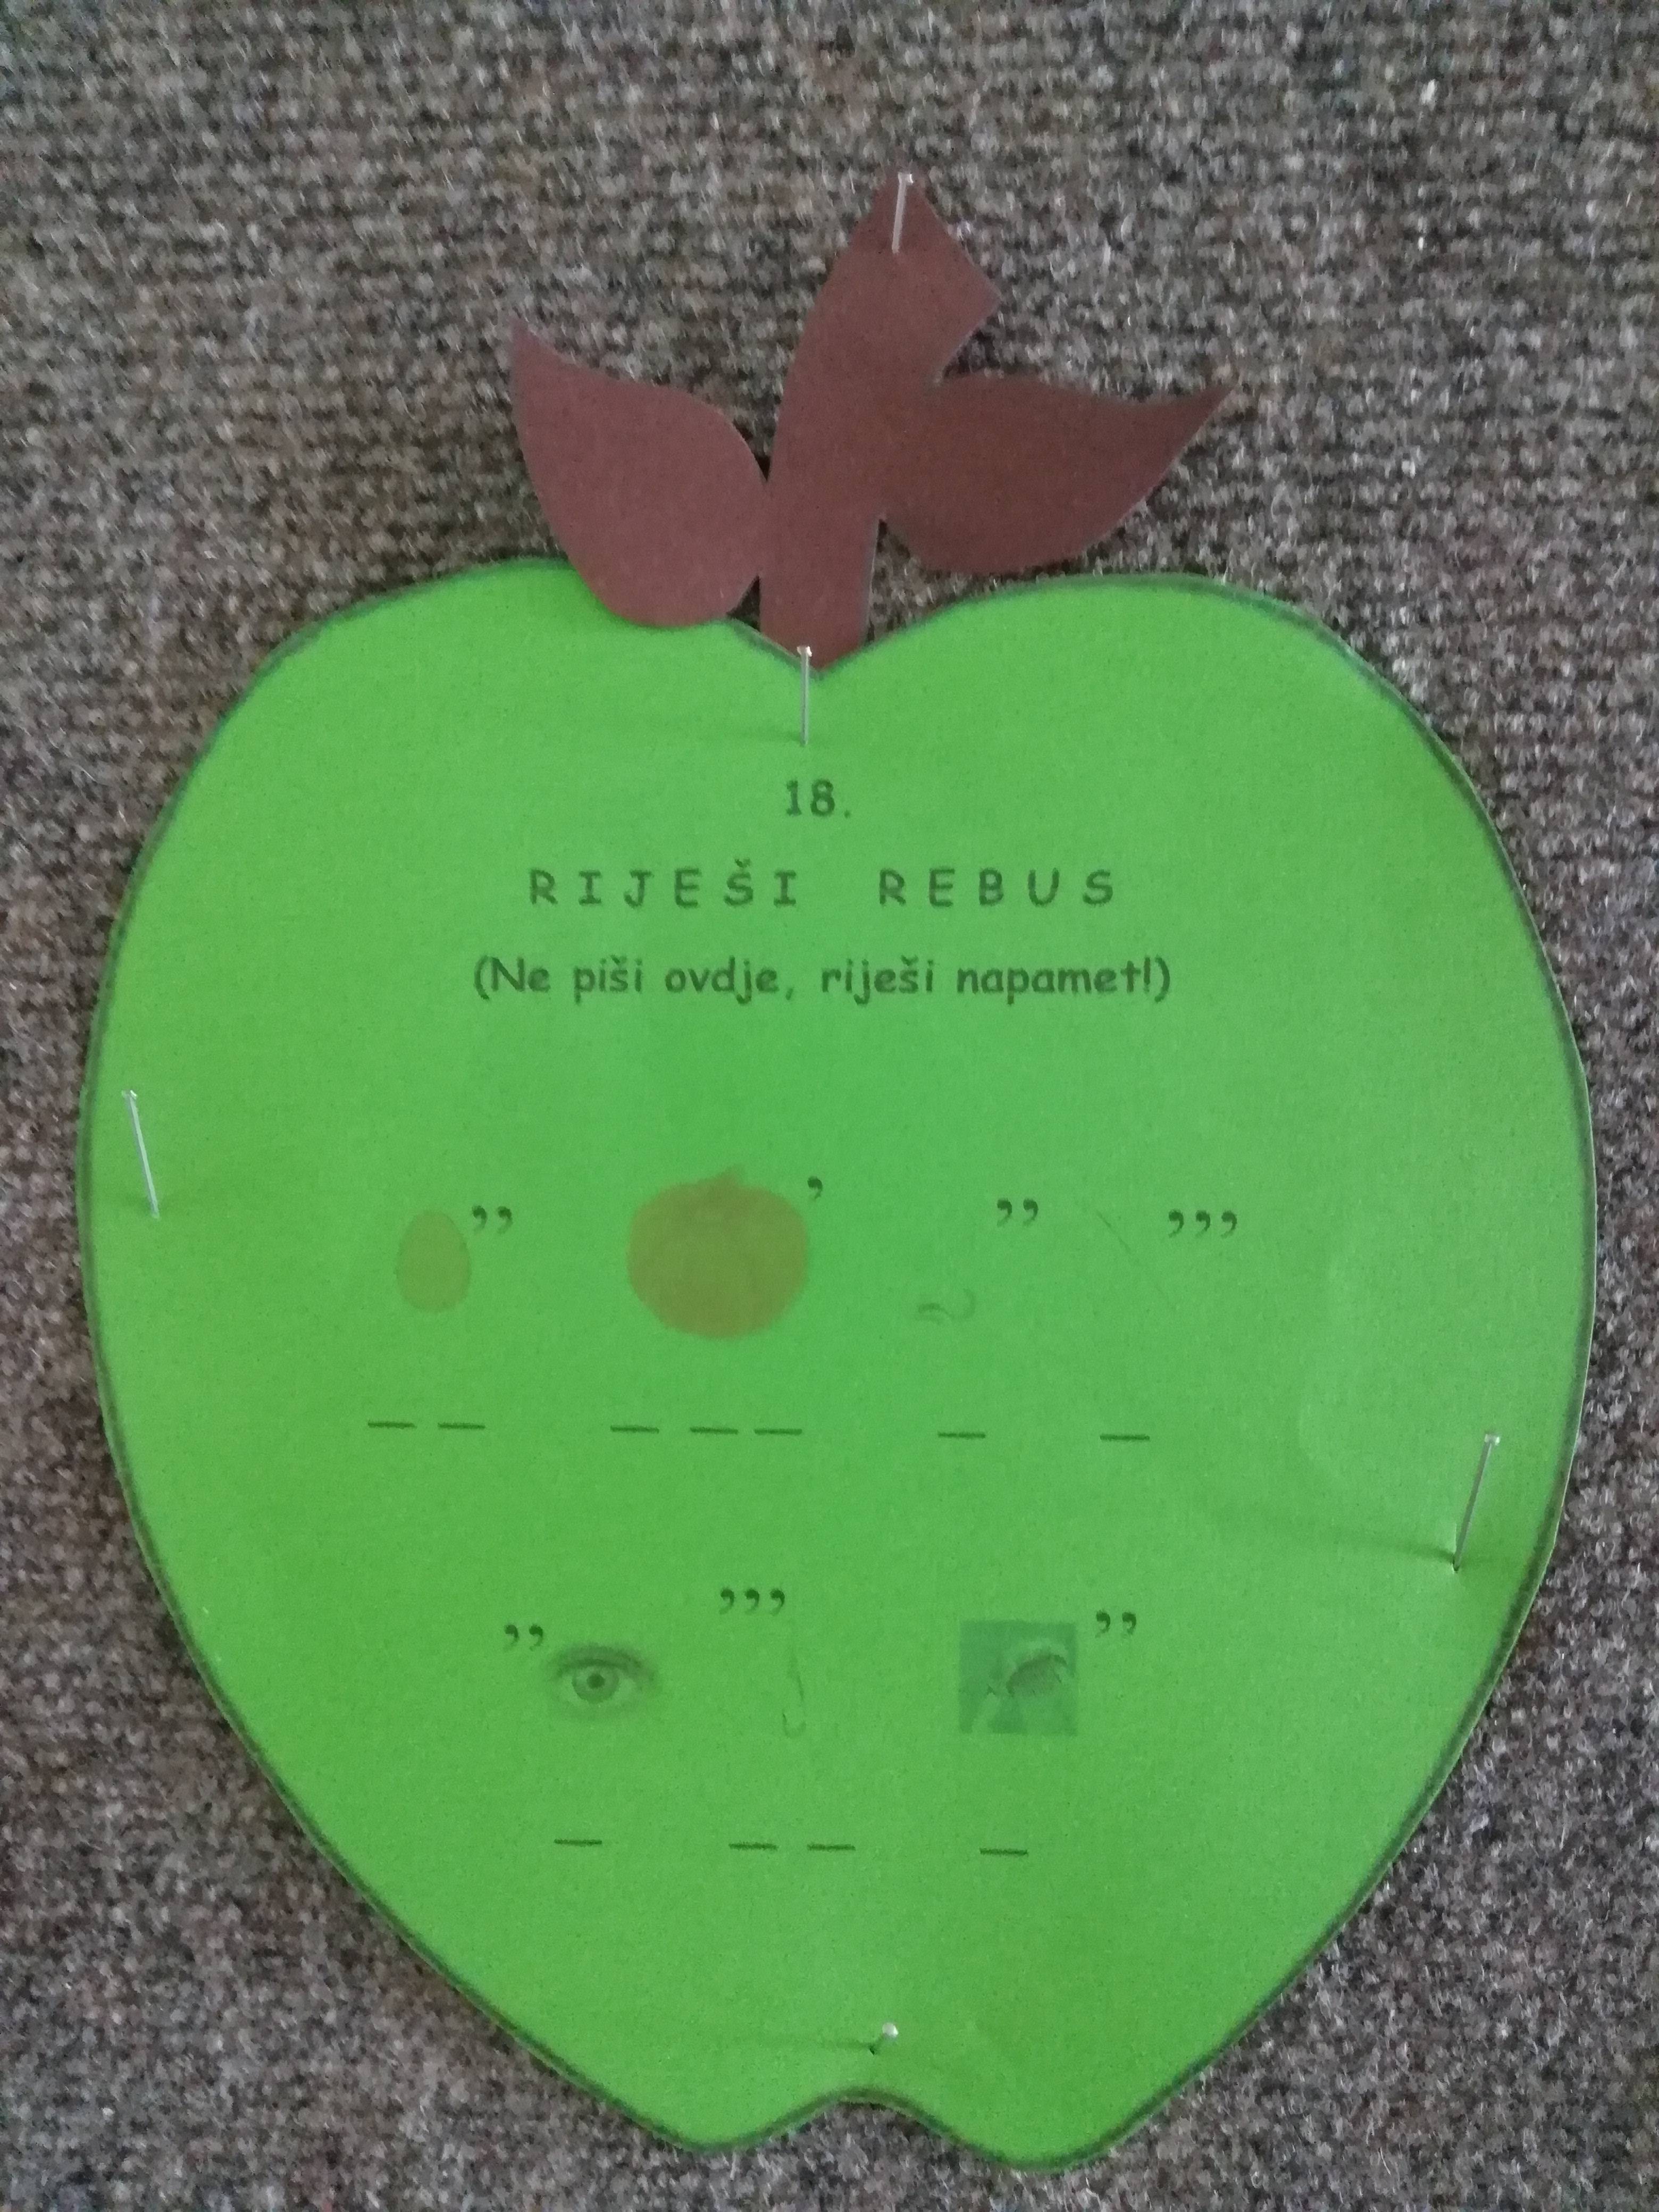 18.
RIJEŠI REBUS
(Ne piši ovdje, riješi napamet!)
,, , ,, ,,,
_ _ _ _ _ _ _
,, ,,, ,,
_ _ _ _